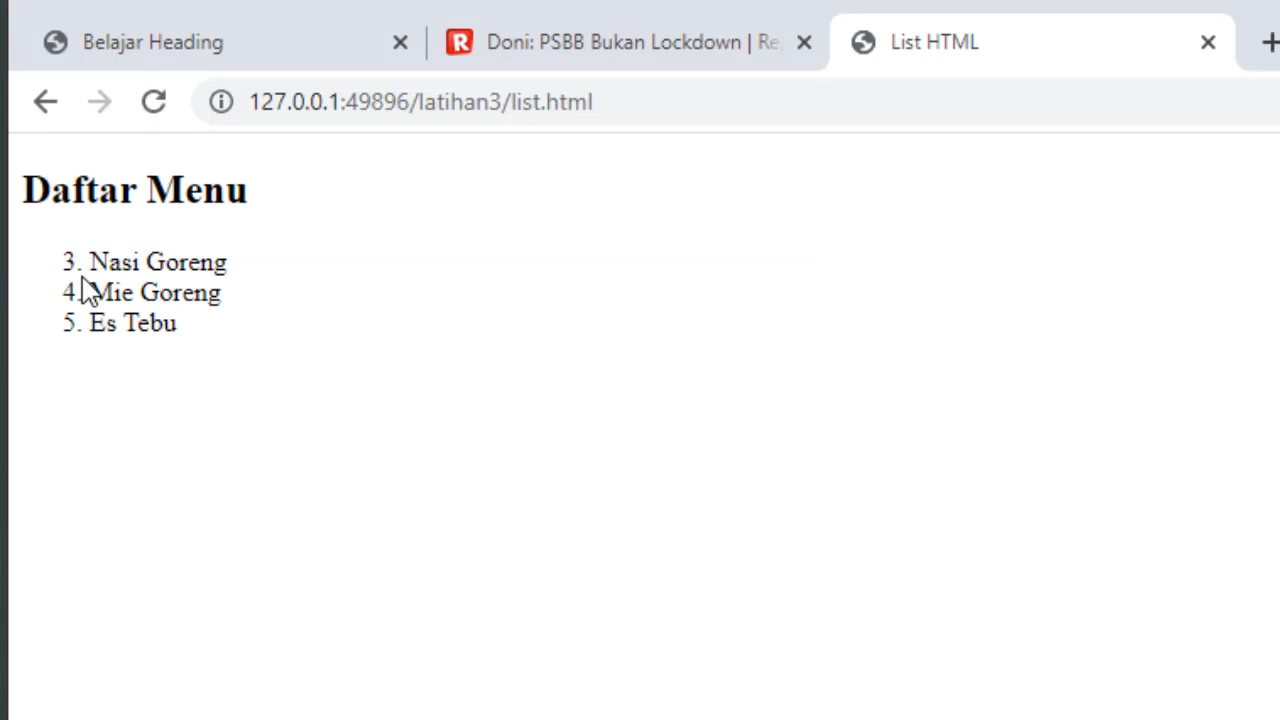 Belajar Heading
Doni: PSBB Bukan Lockdown | Re
List HTML
127.0.0.1:49896/latihan3/list.html
Daftar Menu
3. Nasi Goreng
4. Mie Goreng
5. Es Tebu